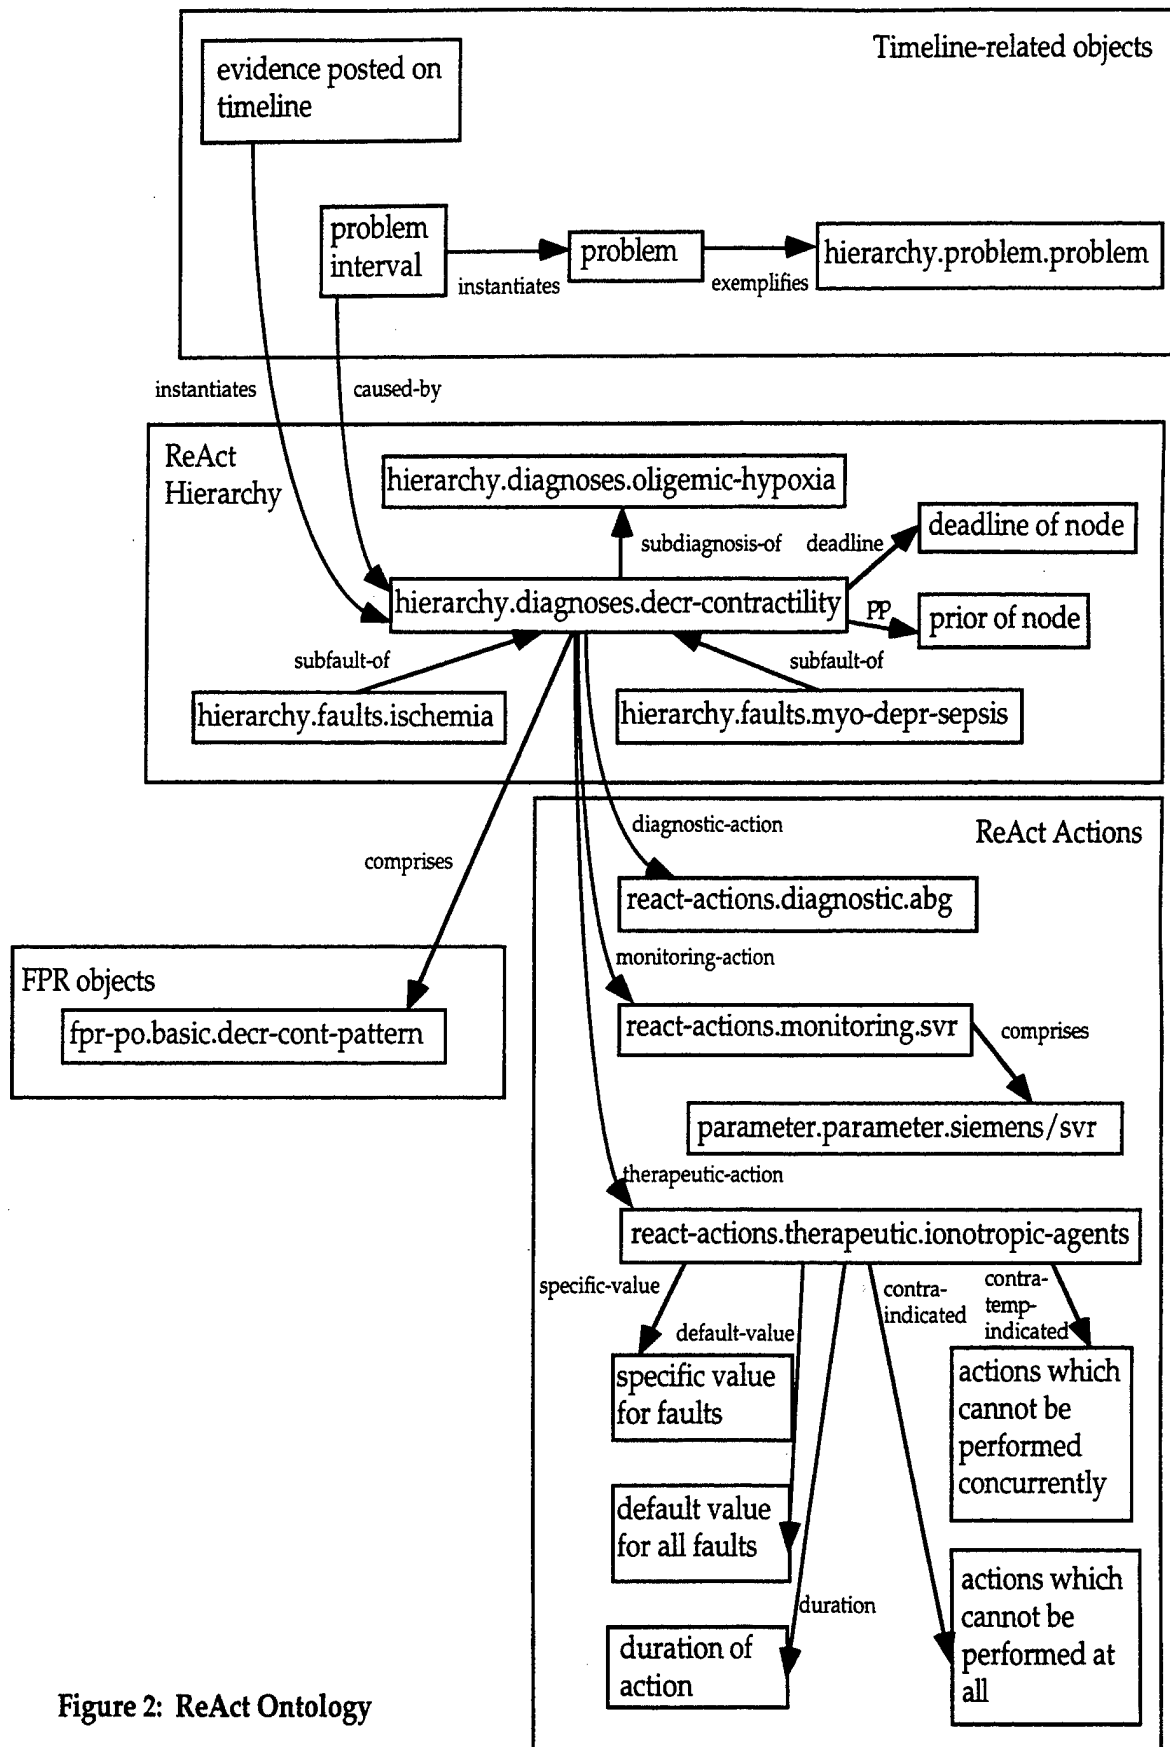 Timeline-related objects
evidence posted on
timeline
problem
interval
instantiates
problem
exemplifies
hierarchy.problem.problem
instantiates
caused-by
ReAct
Hierarchy
hierarchy.diagnoses.oligemic-hypoxia
subdiagnosis-of
deadline
deadline of node
hierarchy.diagnoses.decr-contractility
pp
prior of node
subfault-of
subfault-of
hierarchy.faults.ischemia
hierarchy.faults.myo-depr-sepsis
ReAct Actions
diagnostic-action
comprises
react-actions.diagnostic.abg
monitoring-action
FPR objects
fpr-po.basic.decr-cont-pattern
react-actions.monitoring.svr
comprises
parameter.parameter.siemens/svr
therapeutic-action
react-actions.therapeutic.ionotropic-agents
specific-value
default-value
contra-
indicated
contra-
temp-
indicated
specific value
for faults
actions which
cannot be
performed
concurrently
default value
for all faults
duration
duration of
action
actions which
cannot be
performed at
all
Figure 2: ReAct Ontology